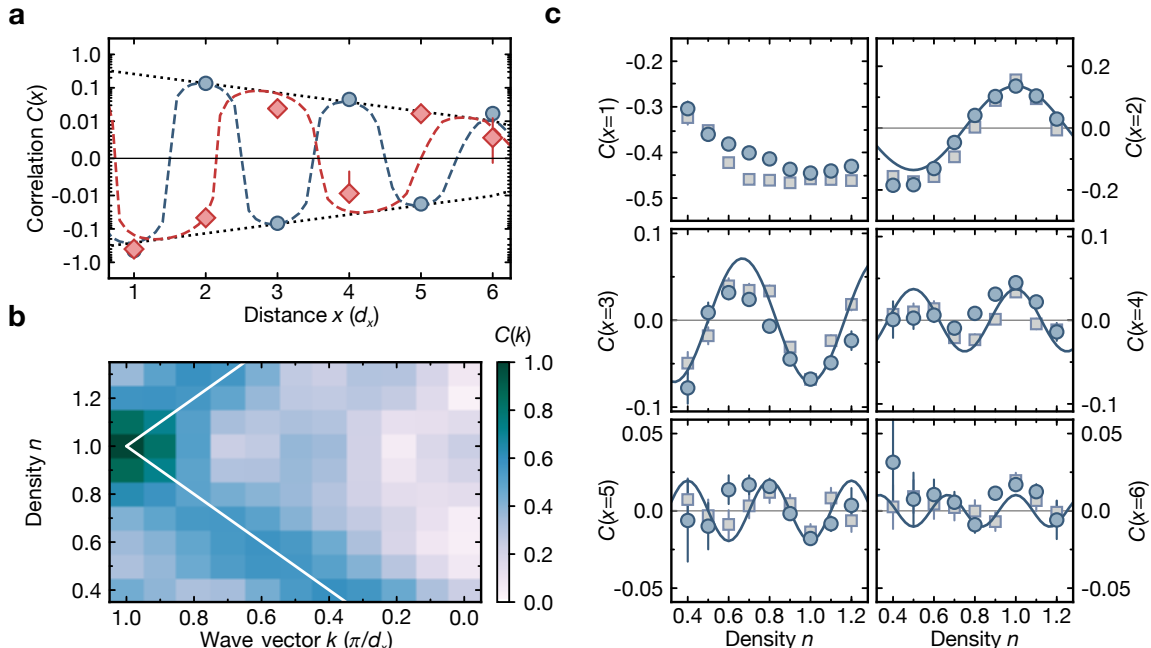 a
Correlation C(x)
1.0
0.1
0.01
0.0
-0.01
-0.1
-1.0
1 2 3 4 5 6
Distance x (dₓ)
b
Density n
1.2
1.0
0.8
0.6
0.4
1.0 0.8 0.6 0.4 0.2 0.0
Wave vector k (π/dₓ)
C(k)
1.0
0.8
0.6
0.4
0.2
0.0
c
C(x=1)
-0.1
-0.3
-0.5
C(x=2)
0.2
0.0
-0.2
C(x=3)
0.1
0.0
-0.1
C(x=4)
0.1
0.0
-0.1
C(x=5)
0.05
0.0
-0.05
C(x=6)
0.05
0.0
-0.05
0.4 0.6 0.8 1.0 1.2
Density n
0.4 0.6 0.8 1.0 1.2
Density n